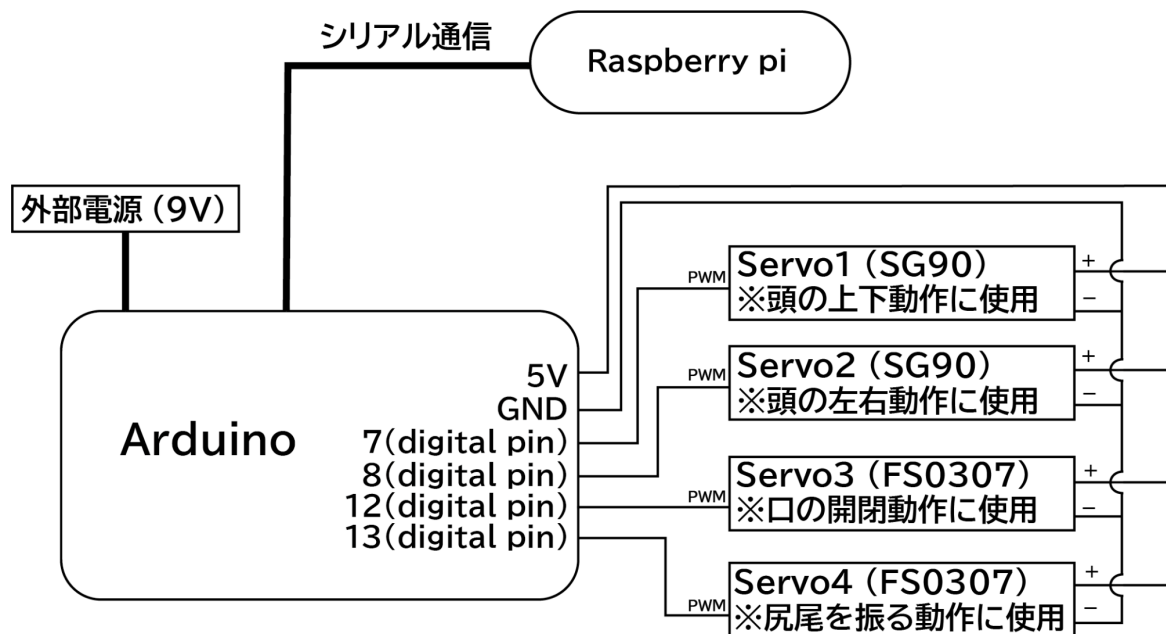 シリアル通信
Raspberry pi
外部電源（9V）
Arduino
5V
GND
7(digital pin)
8(digital pin)
12(digital pin)
13(digital pin)
PWM
Servo1 (SG90)
※頭の上下動作に使用
+
−
PWM
Servo2 (SG90)
※頭の左右動作に使用
+
−
PWM
Servo3 (FS0307)
※口の開閉動作に使用
+
−
PWM
Servo4 (FS0307)
※尻尾を振る動作に使用
+
−